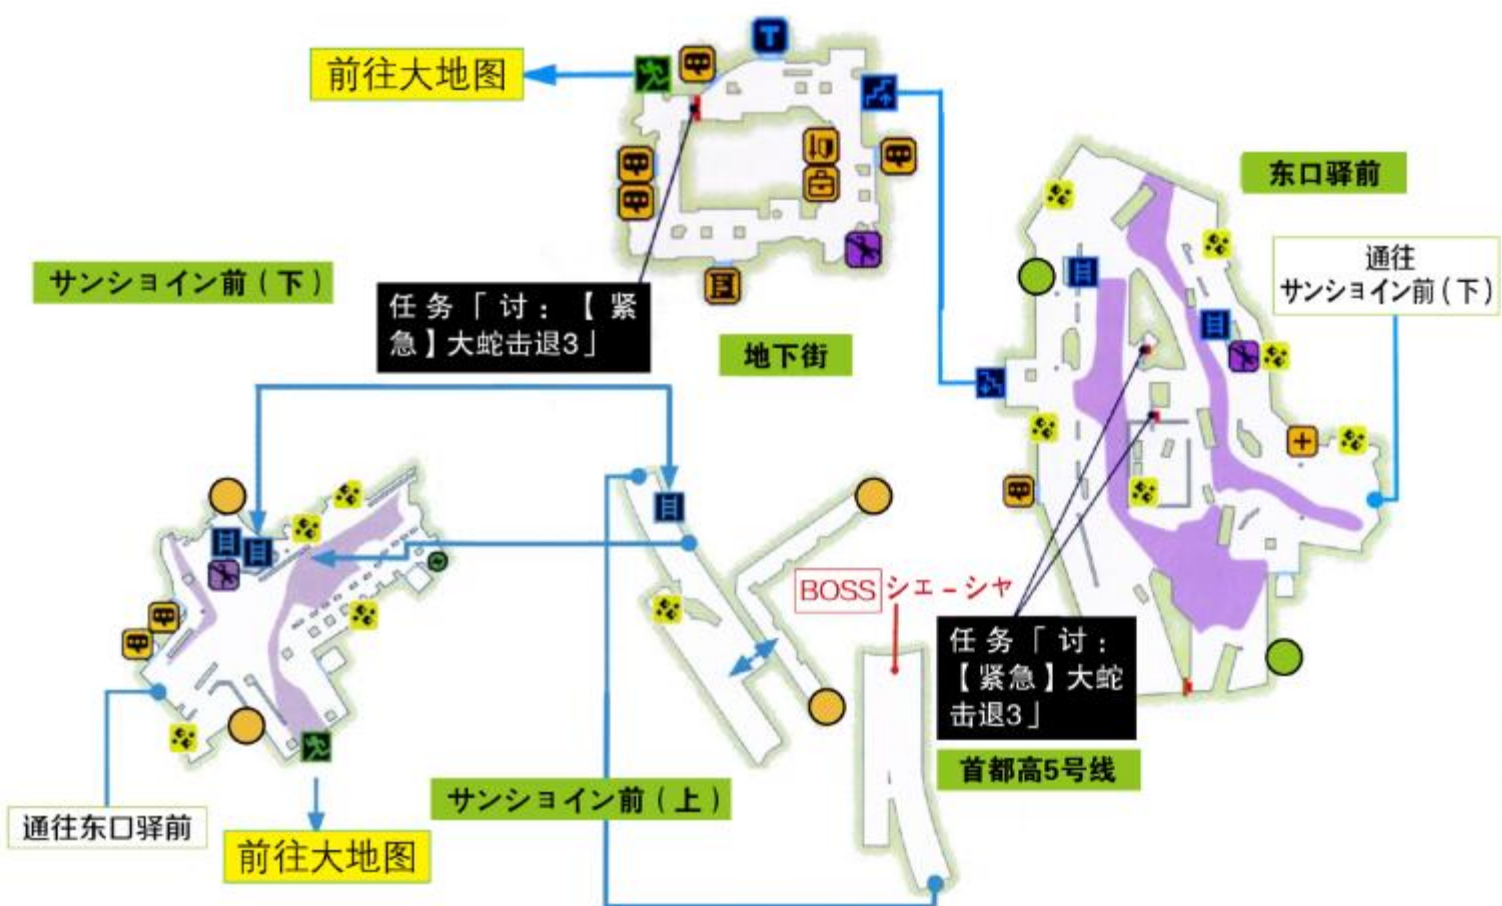 前往大地图
东口驿前
通往
サンショイン前(下)
サンショイン前(下)
任务「讨：【紧
急】大蛇击退3」
地下街
BOSS シエ-シャ
任务「讨：
【紧急】大蛇
击退3」
首都高5号线
サンショイン前(上)
通往东口驿前
前往大地图